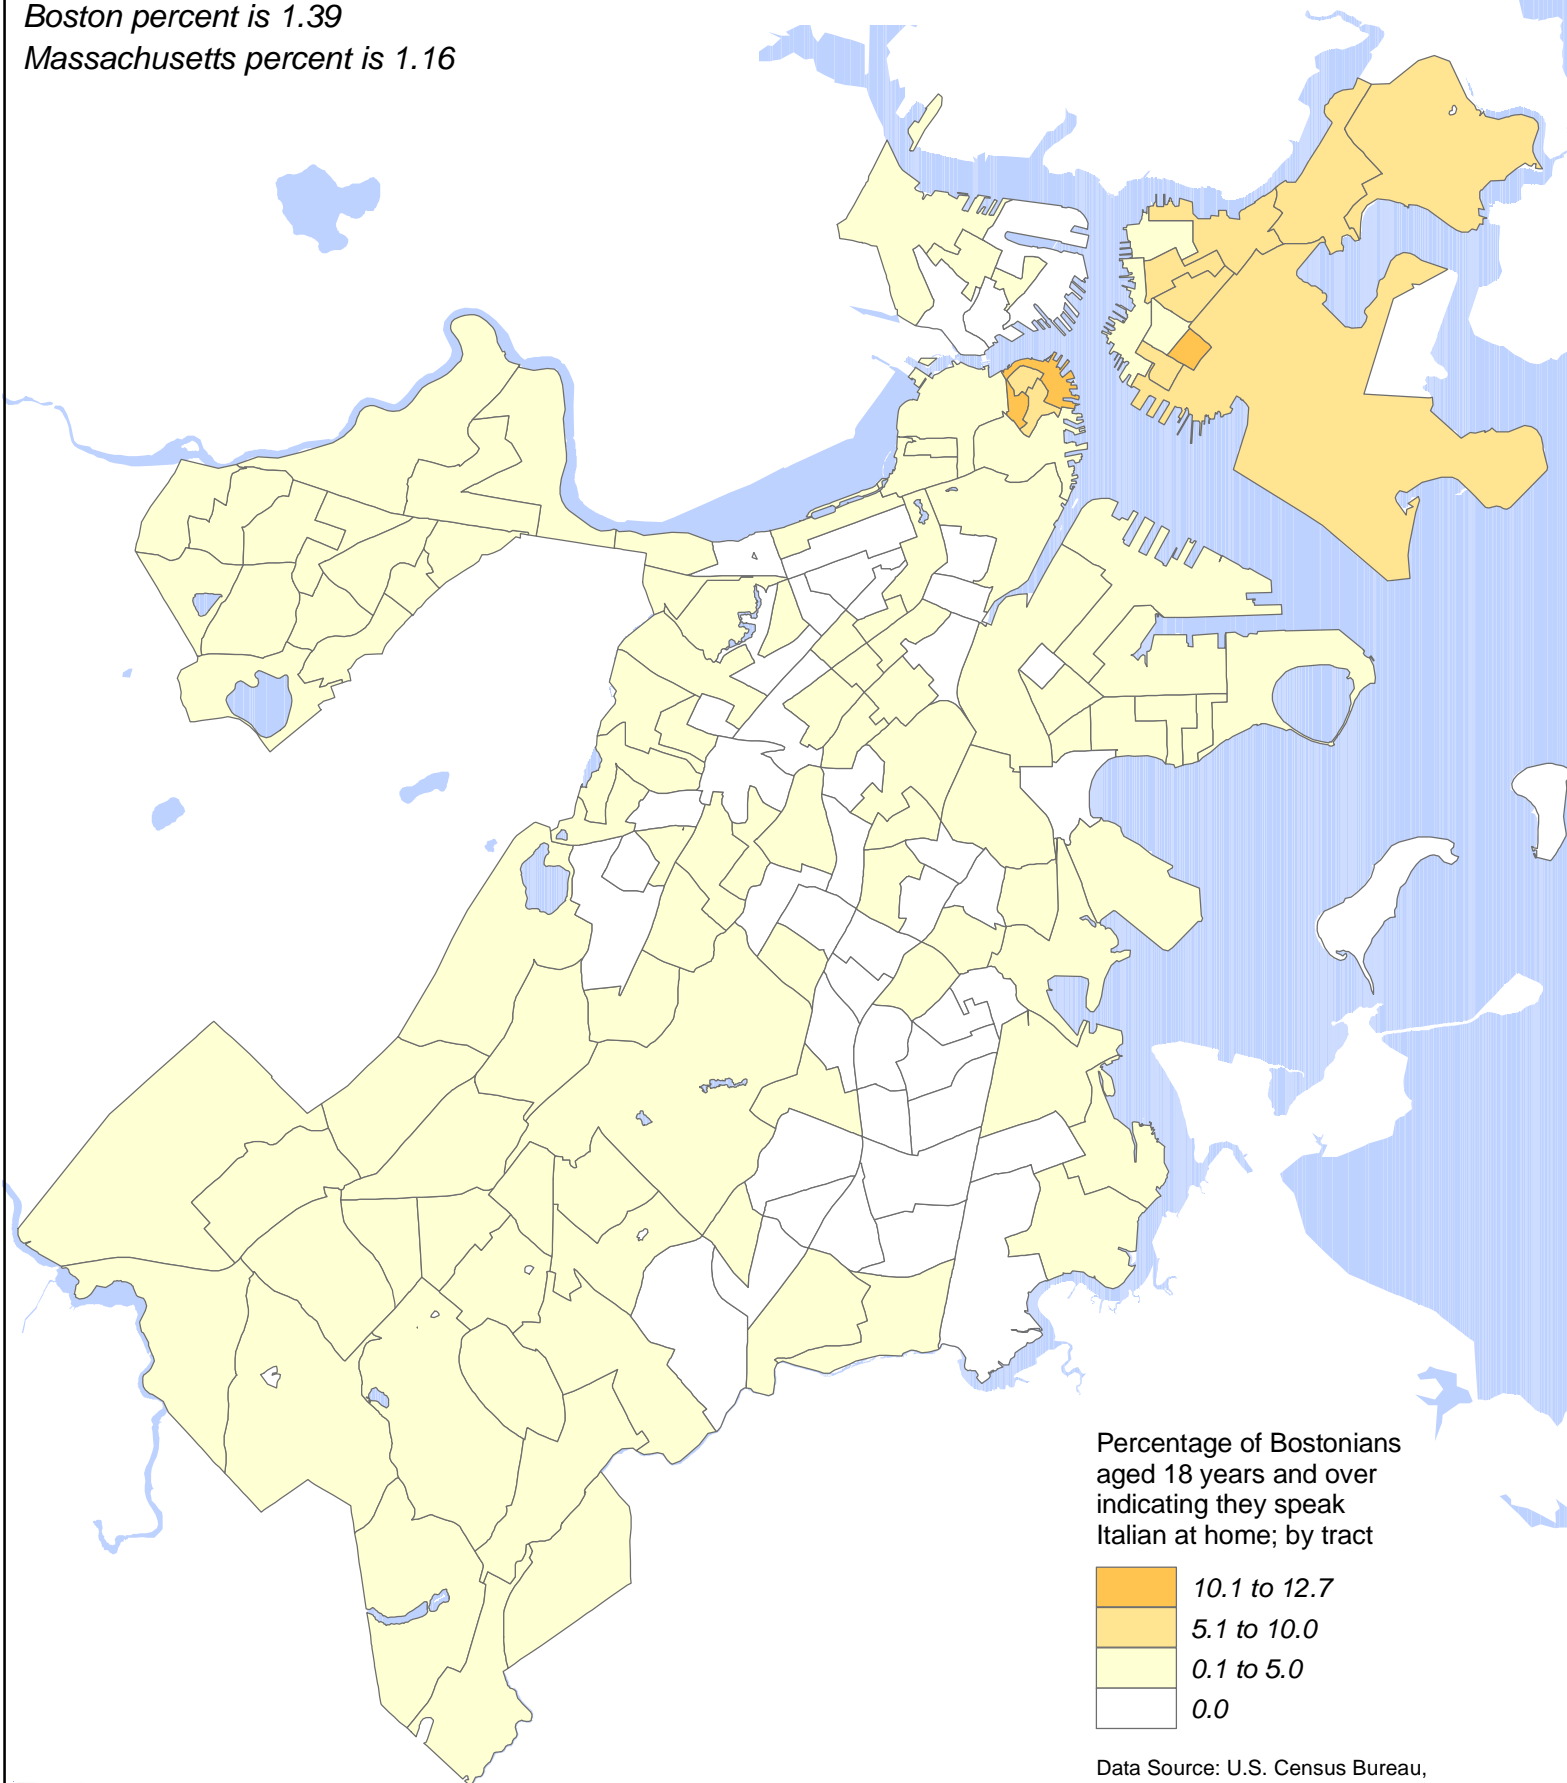 Boston percent is 1.39
Massachusetts percent is 1.16
Percentage of Bostonians
aged 18 years and over
indicating they speak
Italian at home; by tract
10.1 to 12.7
5.1 to 10.0
0.1 to 5.0
0.0
Data Source: U.S. Census Bureau,